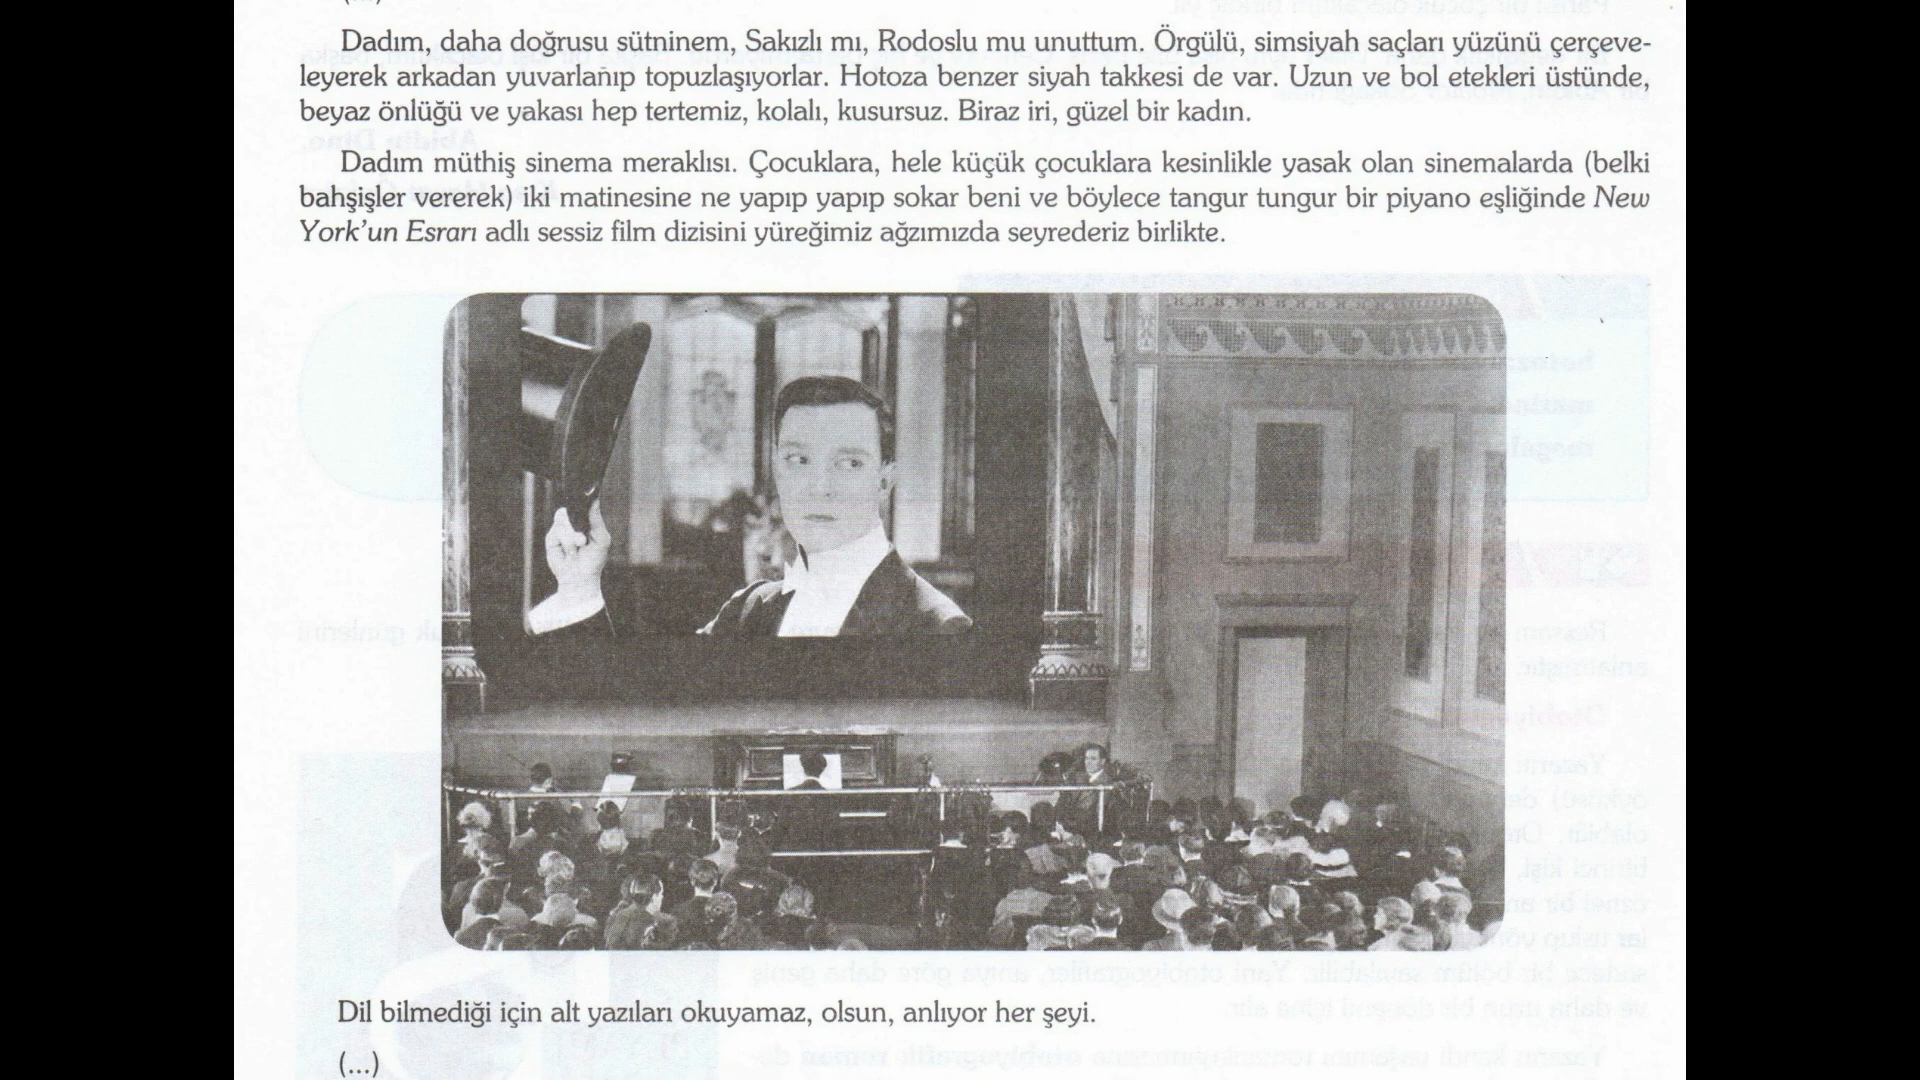 (...)
Dadım, daha doğrusu sütninem, Sakızlı mı, Rodoslu mu unuttum. Örgülü, simsiyah saçları yüzünü çerçeve-
leyerek arkadan yuvarlanıp topuzlaşıyorlar. Hotoza benzer siyah takkesi de var. Uzun ve bol etekleri üstünde,
beyaz önlüğü ve yakası hep tertemiz, kolalı, kusursuz. Biraz iri, güzel bir kadın.
Dadım müthiş sinema meraklısı. Çocuklara, hele küçük çocuklara kesinlikle yasak olan sinemalarda (belki
bahşişler vererek) iki matinesine ne yapıp yapıp sokar beni ve böylece tangur tungur bir piyano eşliğinde New
York'un Esrarı adlı sessiz film dizisini yüreğimiz ağzımızda seyrederiz birlikte.
Dil bilmediği için alt yazıları okuyamaz, olsun, anlıyor her şeyi.
(...)